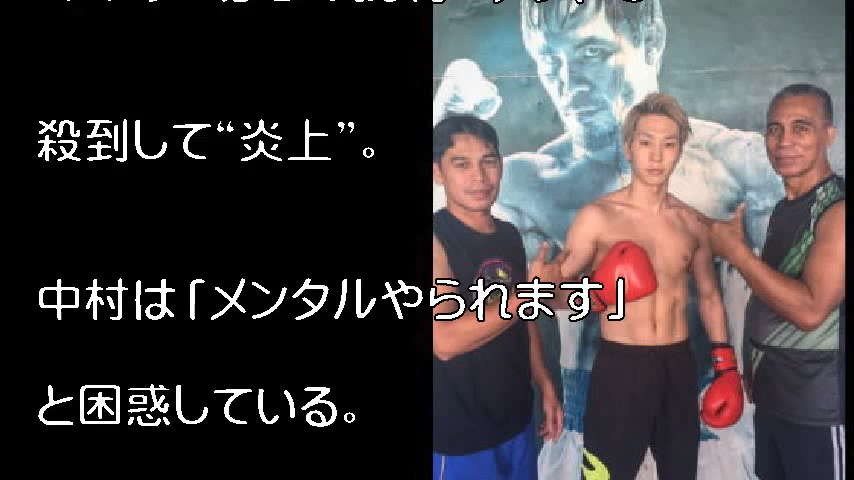 殺到して“炎上”。
中村は「メンタルやられます」
と困惑している。